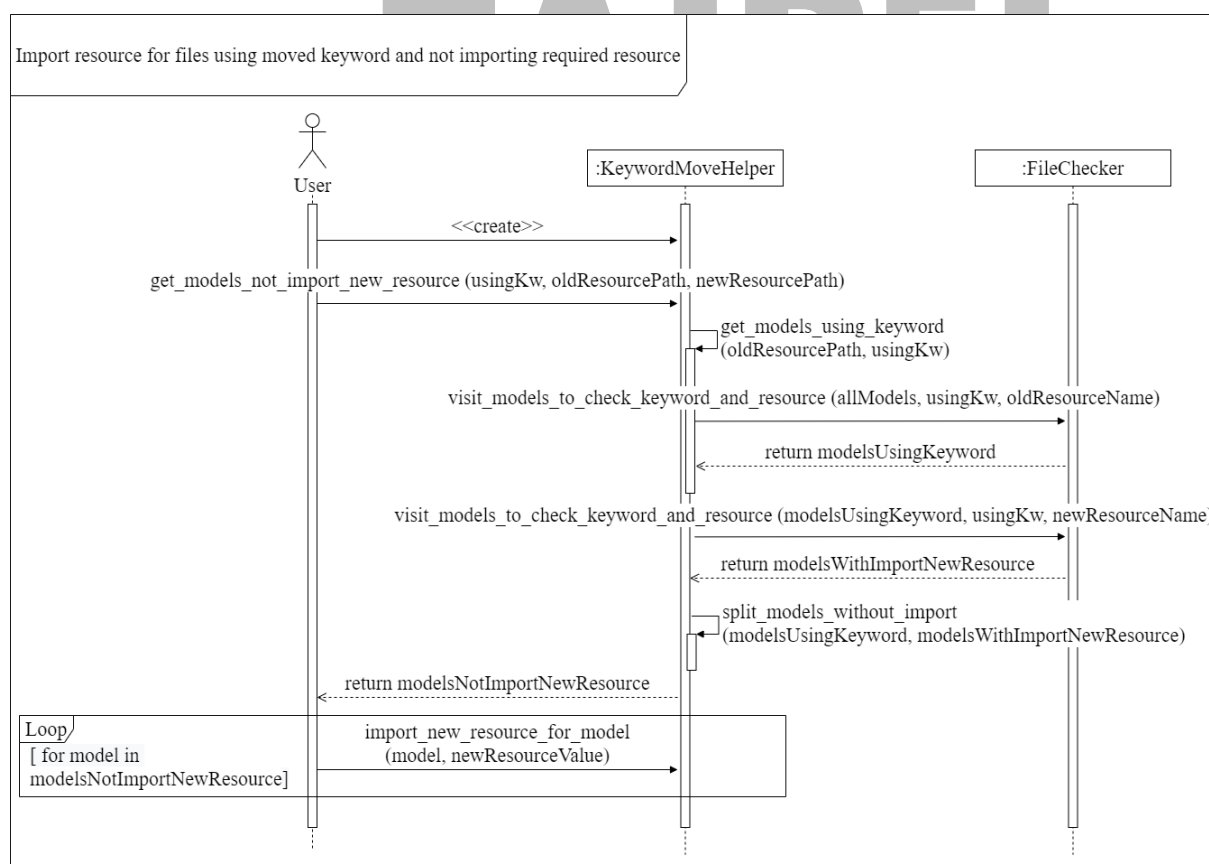 Import resource for files using moved keyword and not importing required resource
User
:KeywordMoveHelper
:FileChecker
<<create>>
get_models_not_import_new_resource (usingKw, oldResourcePath, newResourcePath)
get_models_using_keyword
(oldResourcePath, usingKw)
visit_models_to_check_keyword_and_resource (allModels, usingKw, oldResourceName)
return modelsUsingKeyword
visit_models_to_check_keyword_and_resource (modelsUsingKeyword, usingKw, newResourceName)
return modelsWithImportNewResource
split_models_without_import
(modelsUsingKeyword, modelsWithImportNewResource)
return modelsNotImportNewResource
Loop
[ for model in
modelsNotImportNewResource]
import_new_resource_for_model
(model, newResourceValue)